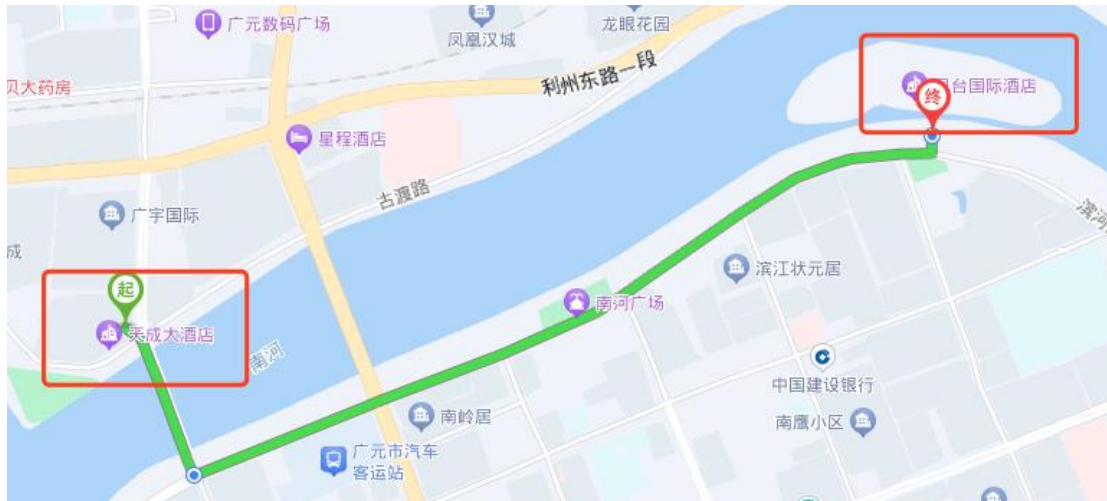 广元数码广场
凤凰汉城
龙眼花园
贝大药房
利州东路一段
台国际酒店
终
星程酒店
古渡路
广宇国际
滨河
成
起
天成大酒店
滨江状元居
南河广场
南河
中国建设银行
南岭居
南鹰小区
广元市汽车
客运站